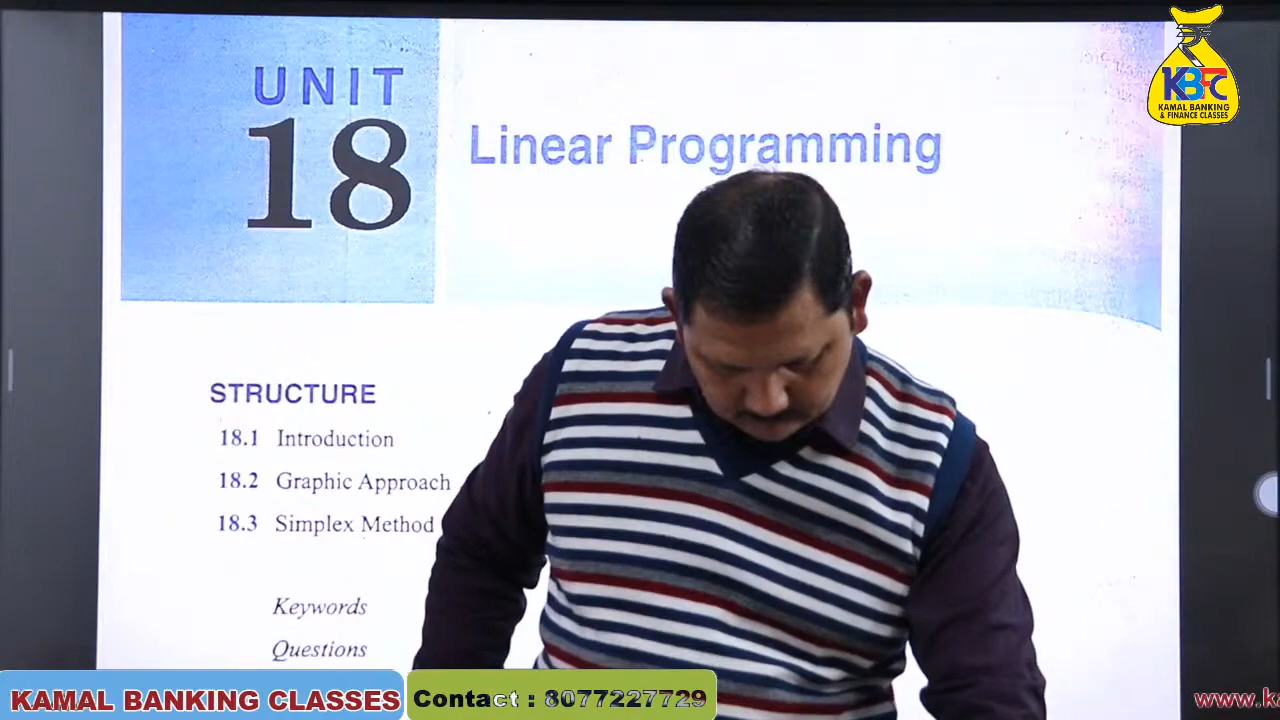 UNIT
18
Linear Programming
STRUCTURE
18.1 Introduction
18.2 Graphic Approach
18.3 Simplex Method
Keywords
Questions
KBFC
KAMAL BANKING
& FINANCE CLASSES
KAMAL BANKING CLASSES
Contact : 8077227729
www.k